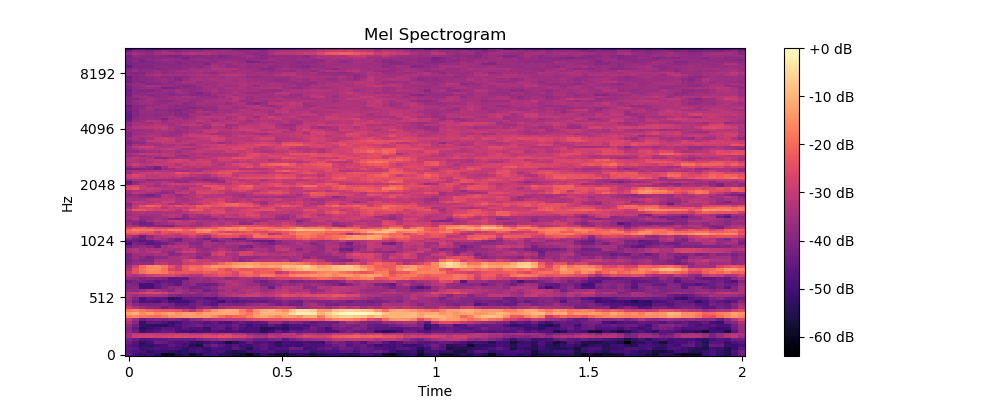 Mel Spectrogram
Hz
8192
4096
2048
1024
512
0
0
0.5
1
1.5
2
Time
+0 dB
-10 dB
-20 dB
-30 dB
-40 dB
-50 dB
-60 dB